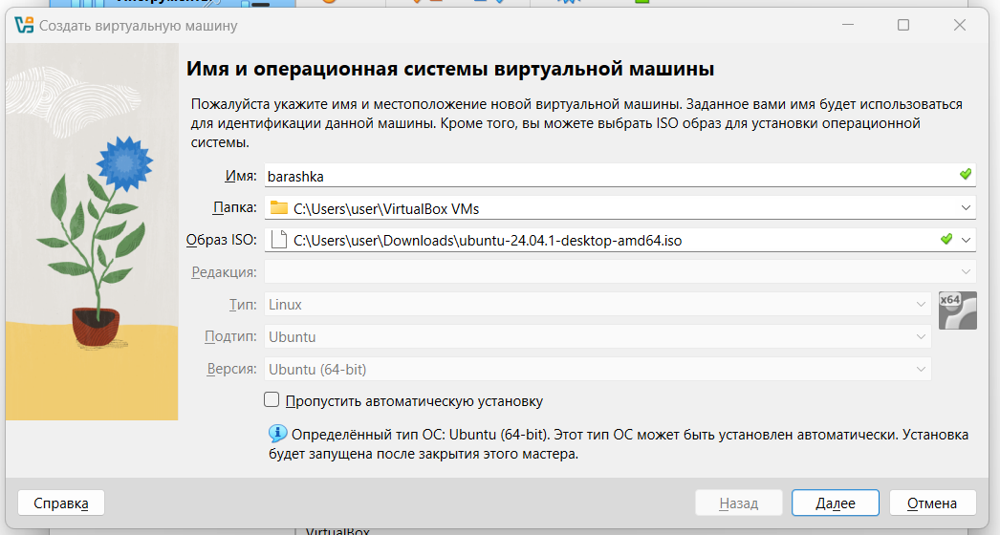 Инструменты
Создать виртуальную машину
Имя и операционная системы виртуальной машины
Пожалуйста укажите имя и местоположение новой виртуальной машины. Заданное вами имя будет использоваться
для идентификации данной машины. Кроме того, вы можете выбрать ISO образ для установки операционной
системы.
Имя: barashka
Папка: C:\Users\user\VirtualBox VMs
Образ ISO: C:\Users\user\Downloads\ubuntu-24.04.1-desktop-amd64.iso
Редакция:
Тип: Linux
x64
Подтип: Ubuntu
Версия: Ubuntu (64-bit)
Пропустить автоматическую установку
Определённый тип ОС: Ubuntu (64-bit). Этот тип ОС может быть установлен автоматически. Установка
будет запущена после закрытия этого мастера.
Справка Назад Далее Отмена
VirtualBox